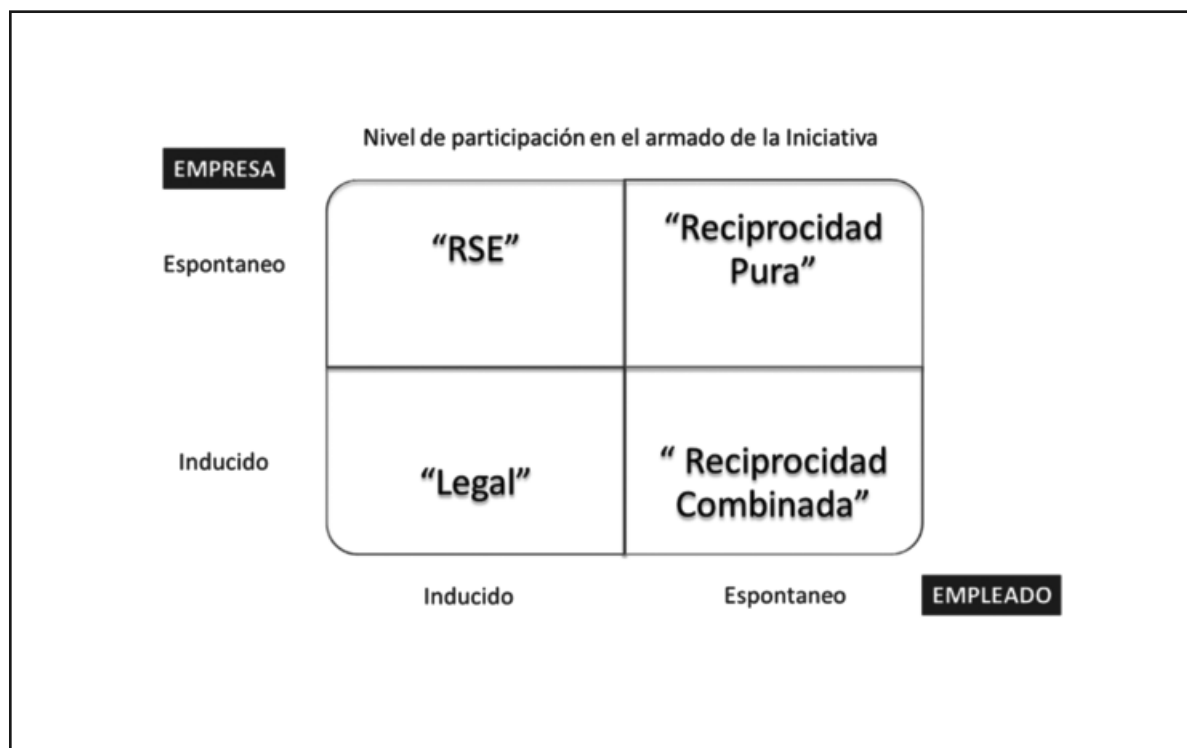 Nivel de participación en el armado de la Iniciativa
EMPRESA
Espontaneo
“RSE”
“Reciprocidad
Pura”
Inducido
“Legal”
“ Reciprocidad
Combinada”
Inducido
Espontaneo
EMPLEADO